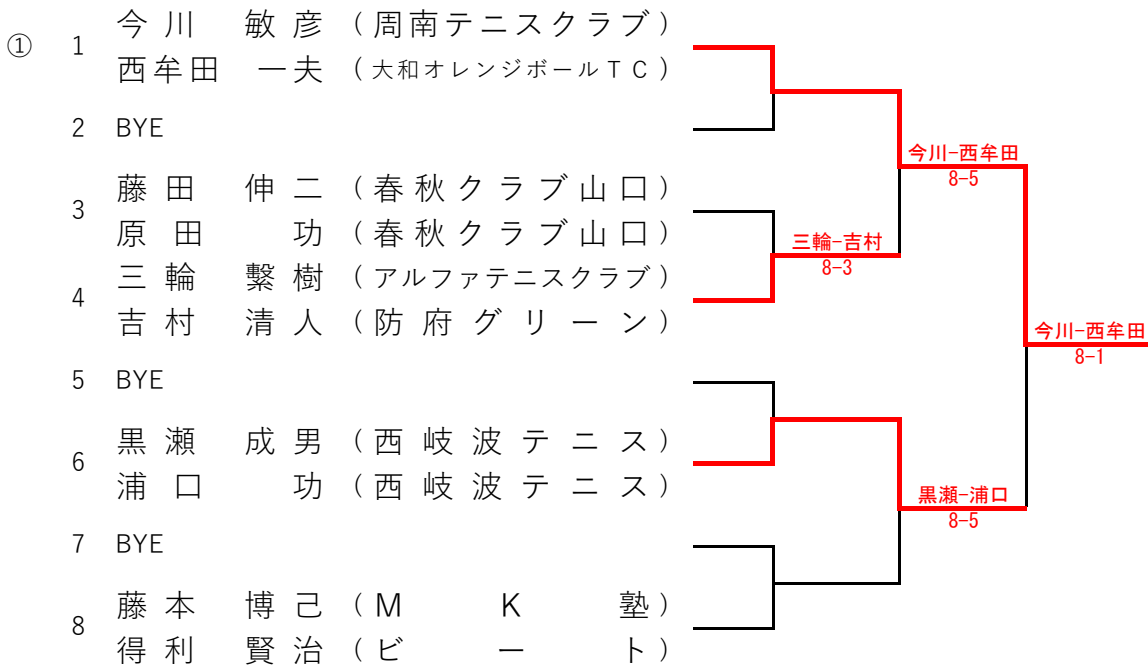 ① 1 今川 敏彦 (周南テニスクラブ)
西牟田 一夫 (大和オレンジボールTC)
2 BYE
今川-西牟田
8-5
3 藤田 伸二 (春秋クラブ山口)
原田 功 (春秋クラブ山口)
三輪-吉村
8-3
4 三輪 繋樹 (アルファテニスクラブ)
吉村 清人 (防府グリーン)
今川-西牟田
8-1
5 BYE
6 黒瀬 成男 (西岐波テニス)
浦口 功 (西岐波テニス)
黒瀬-浦口
8-5
7 BYE
8 藤本 博己 (MK塾)
得利 賢治 (ビート)